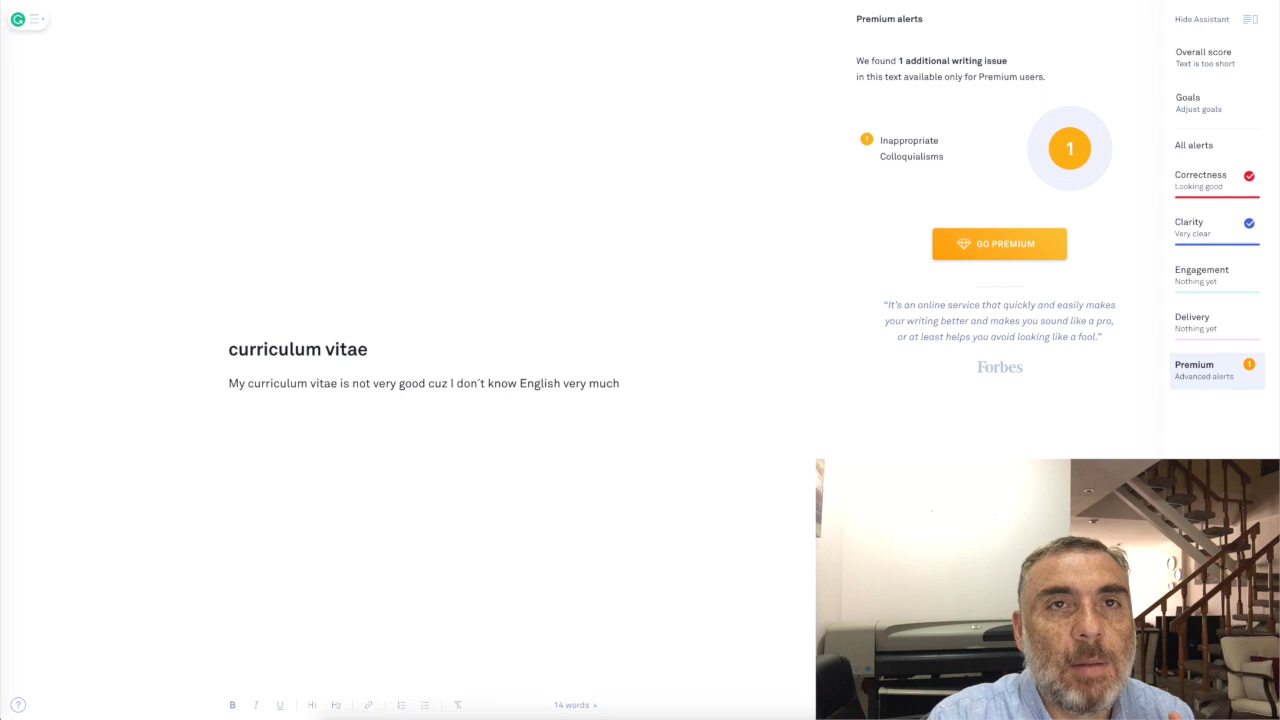 Premium alerts
Hide Assistant
We found 1 additional writing issue
in this text available only for Premium users.
1 Inappropriate
Colloquialisms
1
GO PREMIUM
“It’s an online service that quickly and easily makes
your writing better and makes you sound like a pro,
or at least helps you avoid looking like a fool.”
Forbes
Overall score
Text is too short
Goals
Adjust goals
All alerts
Correctness
Looking good
Clarity
Very clear
Engagement
Nothing yet
Delivery
Nothing yet
Premium 1
Advanced alerts
curriculum vitae
My curriculum vitae is not very good cuz I don´t know English very much
? B I U H1 H2 14 words